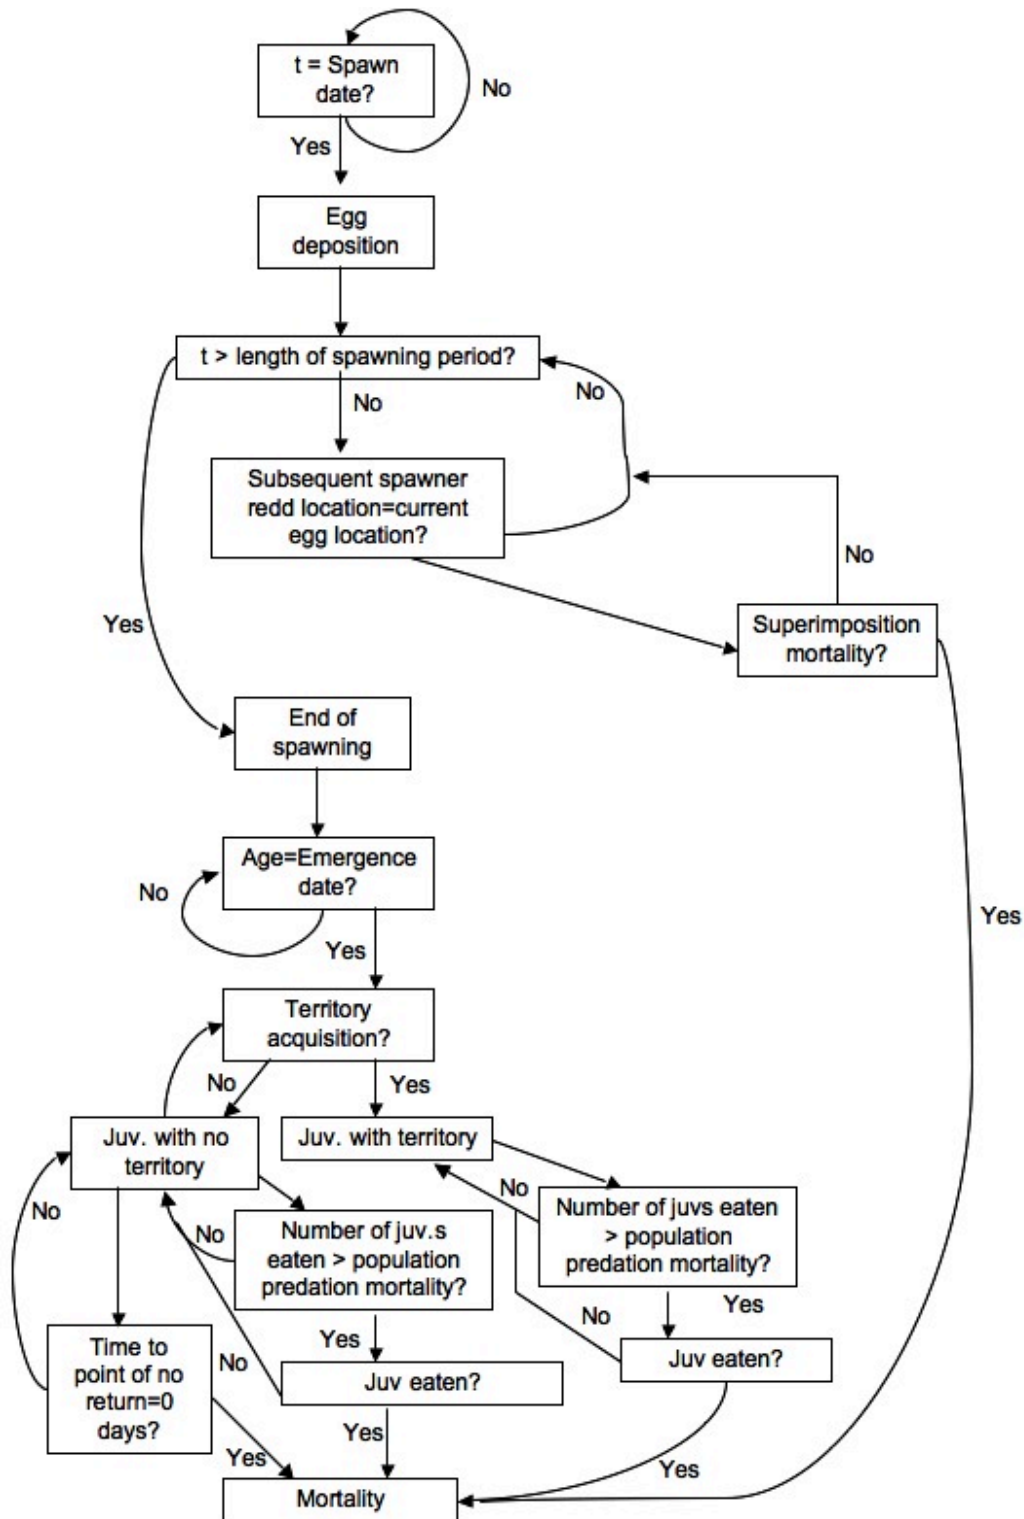 t = Spawn
date?
No
Yes
Egg
deposition
t > length of spawning period?
No
No
Subsequent spawner
redd location=current
egg location?
No
Superimposition
mortality?
Yes
End of
spawning
Age=Emergence
date?
No
Yes
Yes
Territory
acquisition?
No
Yes
Juv. with no
territory
Juv. with territory
No
No
No
Number of juv.s
eaten > population
predation mortality?
Number of juvs eaten
> population
predation mortality?
Yes
No
Yes
Time to
point of no
return=0
days?
No
Juv eaten?
Juv eaten?
Yes
Yes
Yes
Mortality